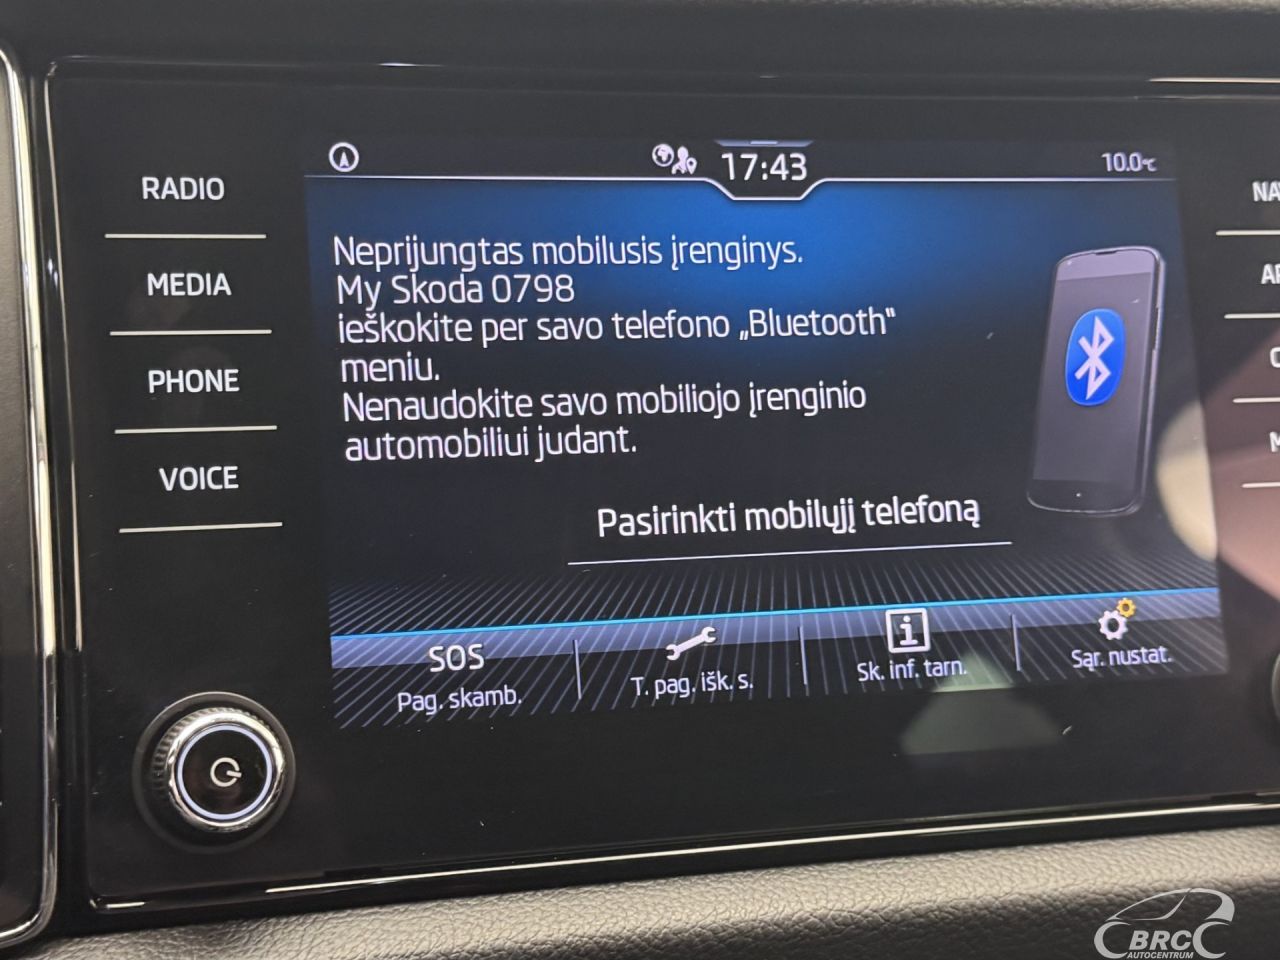 17:43
10.0°C
RADIO
MEDIA
PHONE
VOICE
Neprijungtas mobilusis įrenginys.
My Skoda 0798
ieškokite per savo telefono „Bluetooth“
meniu.
Nenaudokite savo mobiliojo įrenginio
automobiliui judant.
Pasirinkti mobilųjį telefoną
SOS
Pag. skamb.
T. pag. išk. s.
Sk. inf. tarn.
Sąr. nustat.
BRC
AUTOCENTRUM